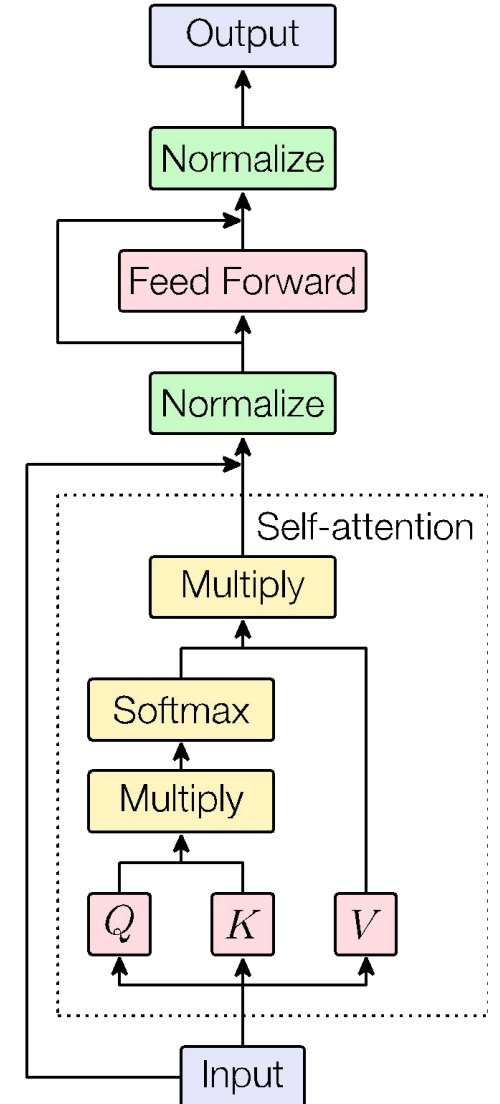 Output
Normalize
Feed Forward
Normalize
Self-attention
Multiply
Softmax
Multiply
Q K V
Input